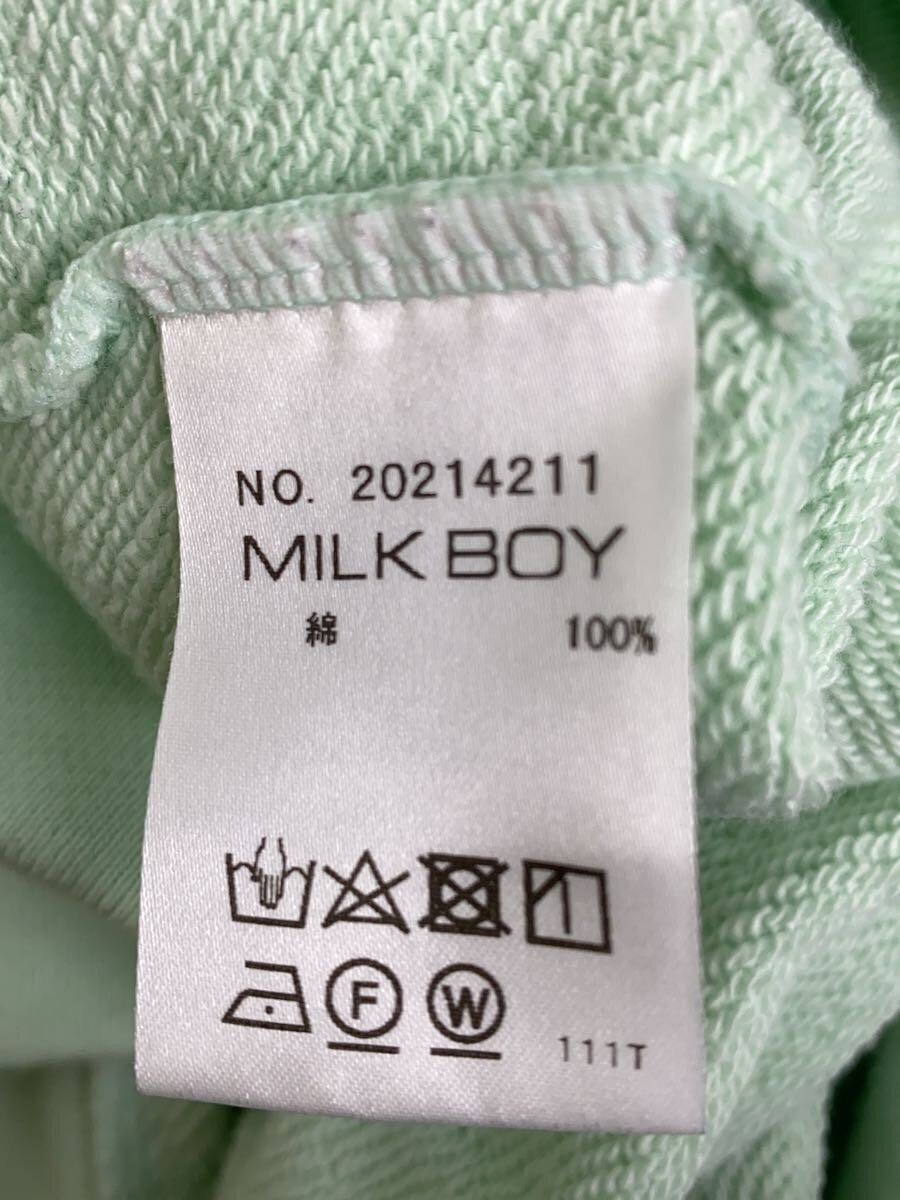 NO. 20214211
MILK BOY
綿 100%
F W
111T